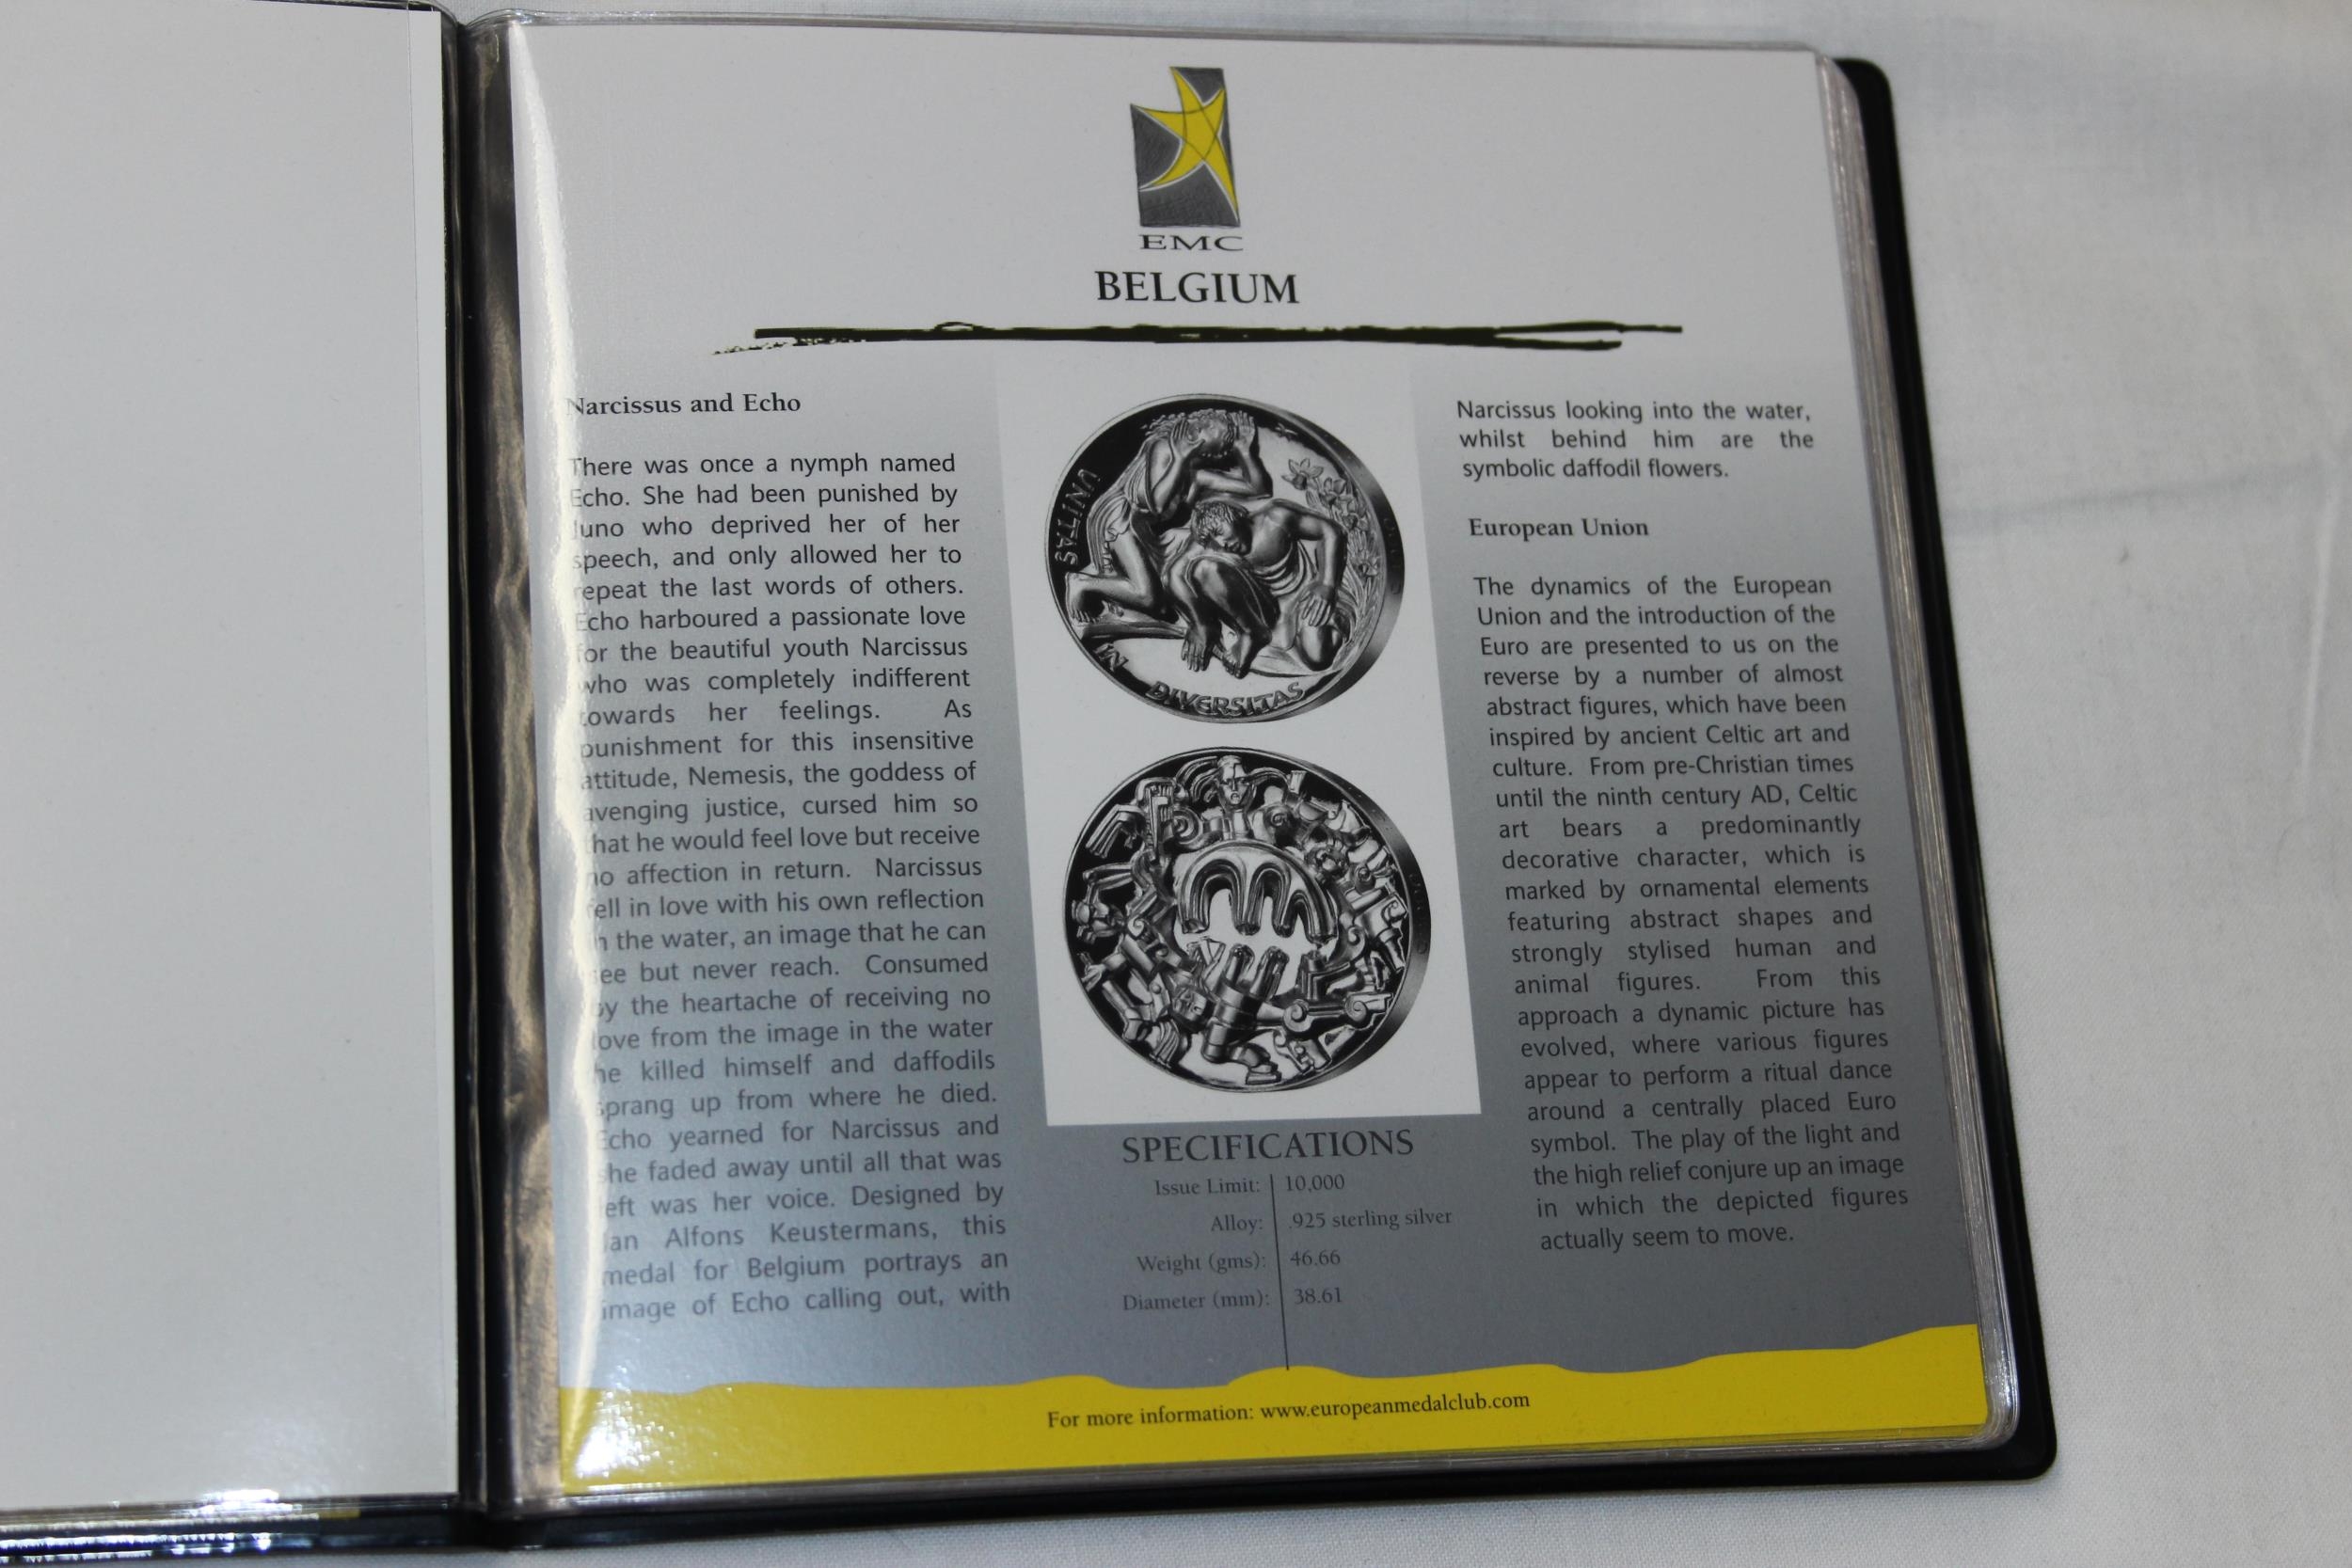 EMC
BELGIUM
Narcissus and Echo
There was once a nymph named
Echo. She had been punished by
Juno who deprived her of her
speech, and only allowed her to
repeat the last words of others.
Echo harboured a passionate love
for the beautiful youth Narcissus
who was completely indifferent
towards her feelings. As
punishment for this insensitive
attitude, Nemesis, the goddess of
avenging justice, cursed him so
that he would feel love but receive
no affection in return. Narcissus
fell in love with his own reflection
in the water, an image that he can
see but never reach. Consumed
by the heartache of receiving no
love from the image in the water
he killed himself and daffodils
sprang up from where he died.
Echo yearned for Narcissus and
she faded away until all that was
left was her voice. Designed by
Jan Alfons Keustermans, this
medal for Belgium portrays an
image of Echo calling out, with
UNITAS
IN
DIVERSITAS
SPECIFICATIONS
Issue Limit: 10,000
Alloy: .925 sterling silver
Weight (gms): 46.66
Diameter (mm): 38.61
Narcissus looking into the water,
whilst behind him are the
symbolic daffodil flowers.
European Union
The dynamics of the European
Union and the introduction of the
Euro are presented to us on the
reverse by a number of almost
abstract figures, which have been
inspired by ancient Celtic art and
culture. From pre-Christian times
until the ninth century AD, Celtic
art bears a predominantly
decorative character, which is
marked by ornamental elements
featuring abstract shapes and
strongly stylised human and
animal figures. From this
approach a dynamic picture has
evolved, where various figures
appear to perform a ritual dance
around a centrally placed Euro
symbol. The play of the light and
the high relief conjure up an image
in which the depicted figures
actually seem to move.
For more information: www.europeanmedalclub.com